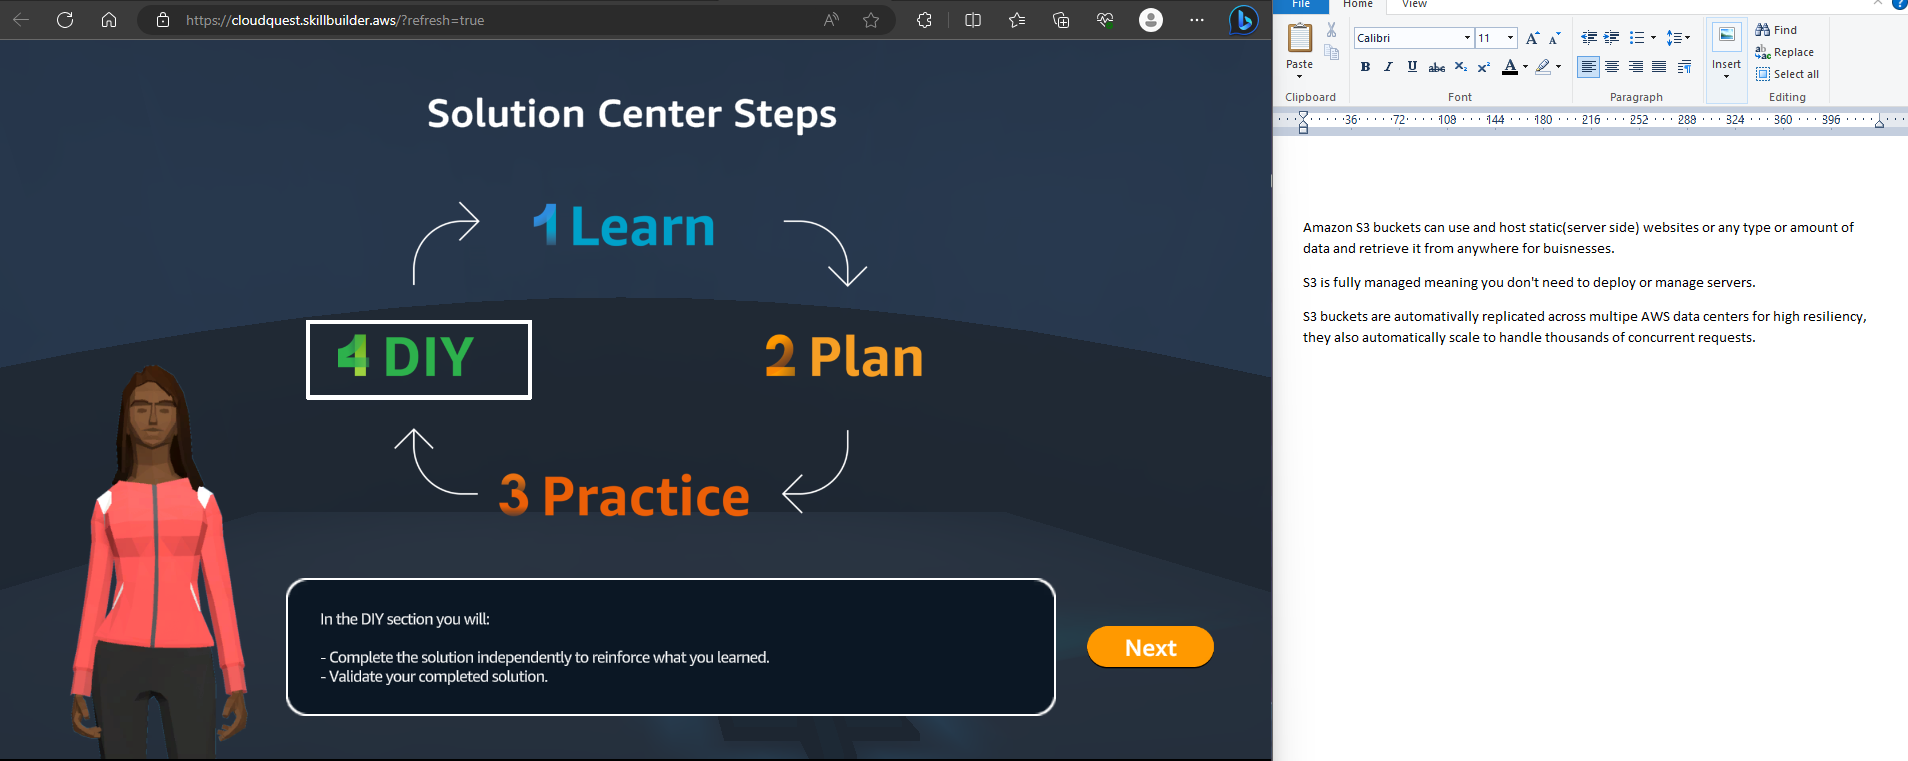 https://cloudquest.skillbuilder.aws/?refresh=true
Solution Center Steps
1 Learn
4 DIY
2 Plan
3 Practice
In the DIY section you will:
- Complete the solution independently to reinforce what you learned.
- Validate your completed solution.
Next
File
Home
View
Paste
Clipboard
Calibri
11
A A
B I U abc X₂ X² A
Font
Paragraph
Insert
Find
Replace
Select all
Editing
36 72 108 144 180 216 252 288 324 360 396
Amazon S3 buckets can use and host static(server side) websites or any type or amount of
data and retrieve it from anywhere for buisnesses.
S3 is fully managed meaning you don't need to deploy or manage servers.
S3 buckets are automativally replicated across multipe AWS data centers for high resiliency,
they also automatically scale to handle thousands of concurrent requests.